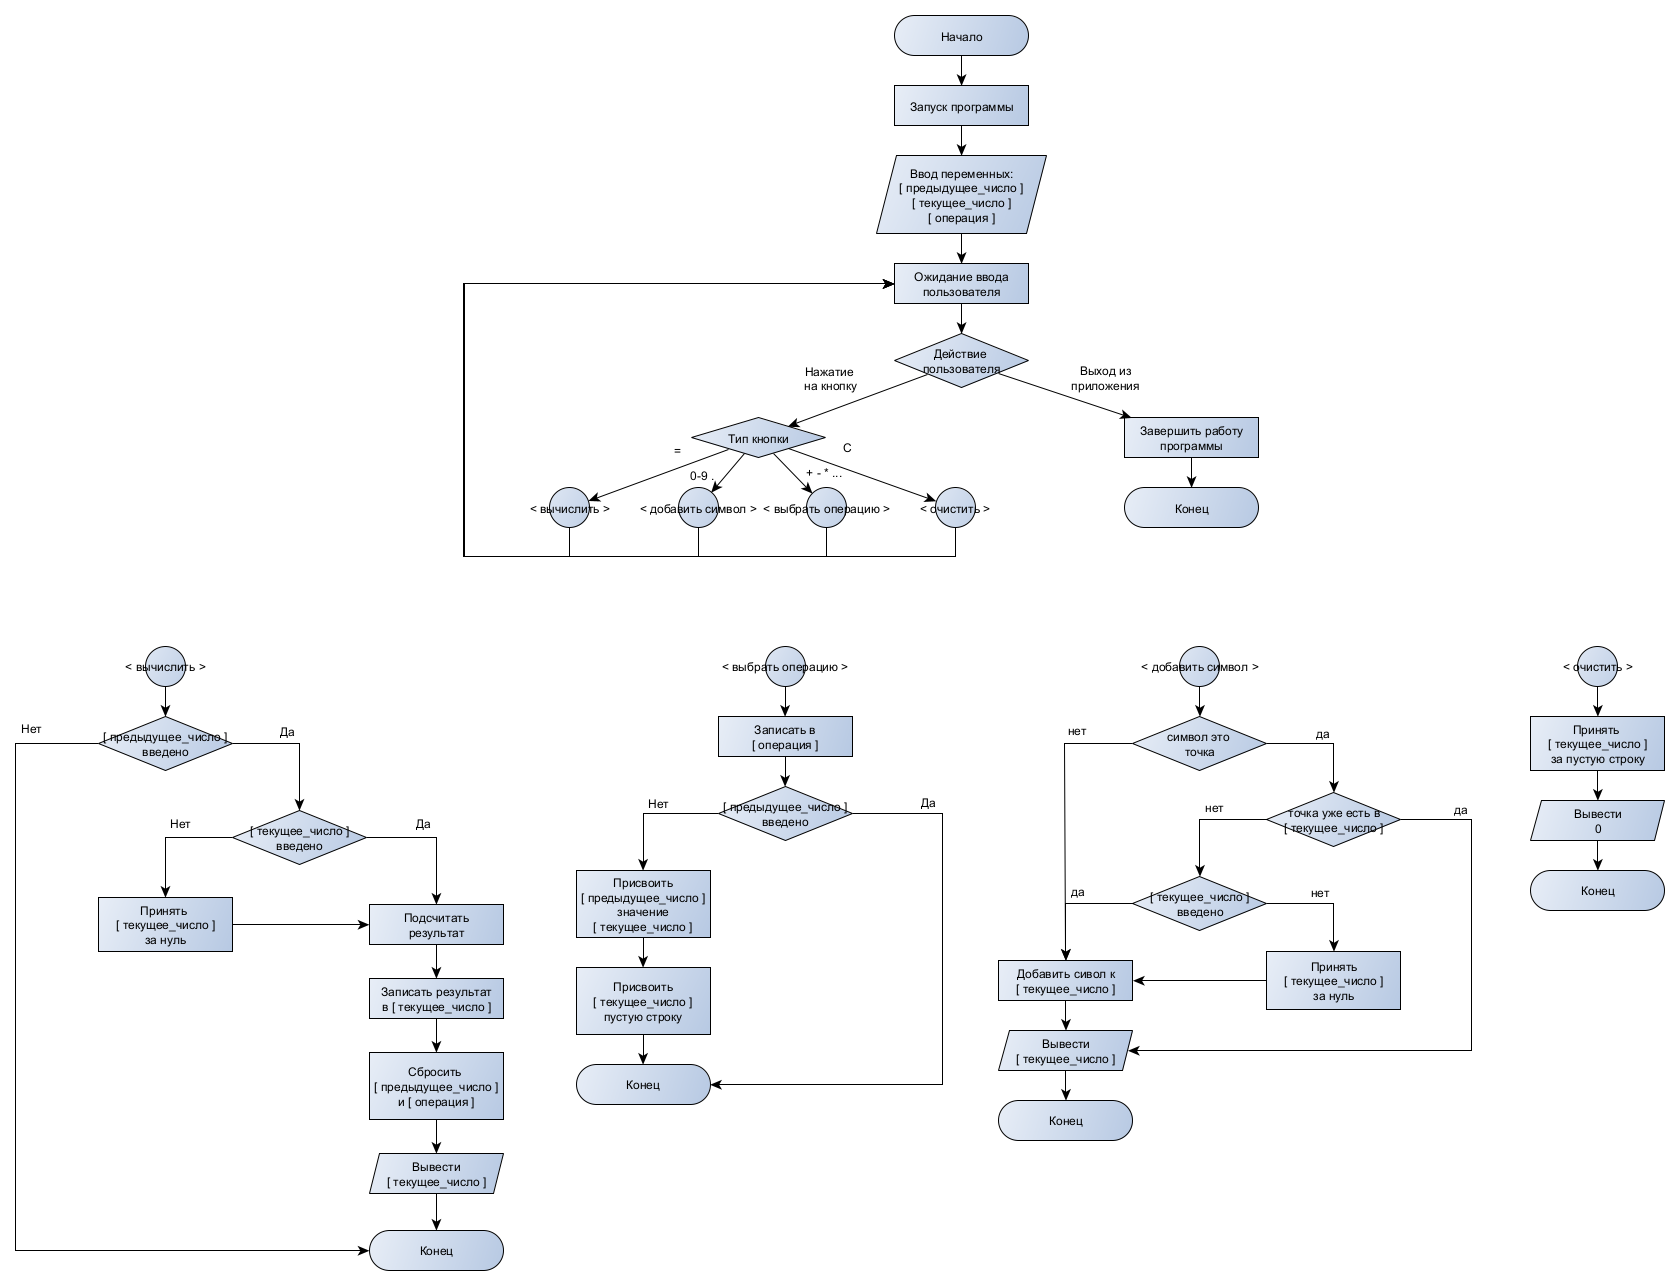 Начало
Запуск программы
Ввод переменных:
[ предыдущее_число ]
[ текущее_число ]
[ операция ]
Ожидание ввода
пользователя
Действие
пользователя
Нажатие
на кнопку
Выход из
приложения
Тип кнопки
Завершить работу
программы
Конец
=
0-9 .
+ - * ...
C
< вычислить >
< добавить символ >
< выбрать операцию >
< очистить >
< вычислить >
[ предыдущее_число ]
введено
Нет
Да
[ текущее_число ]
введено
Нет
Да
Принять
[ текущее_число ]
за нуль
Подсчитать
результат
Записать результат
в [ текущее_число ]
Сбросить
[ предыдущее_число ]
и [ операция ]
Вывести
[ текущее_число ]
Конец
< выбрать операцию >
Записать в
[ операция ]
[ предыдущее_число ]
введено
Нет
Да
Присвоить
[ предыдущее_число ]
значение
[ текущее_число ]
Присвоить
[ текущее_число ]
пустую строку
Конец
< добавить символ >
символ это
точка
нет
да
точка уже есть в
[ текущее_число ]
нет
да
[ текущее_число ]
введено
да
нет
Добавить сивол к
[ текущее_число ]
Принять
[ текущее_число ]
за нуль
Вывести
[ текущее_число ]
Конец
< очистить >
Принять
[ текущее_число ]
за пустую строку
Вывести
0
Конец